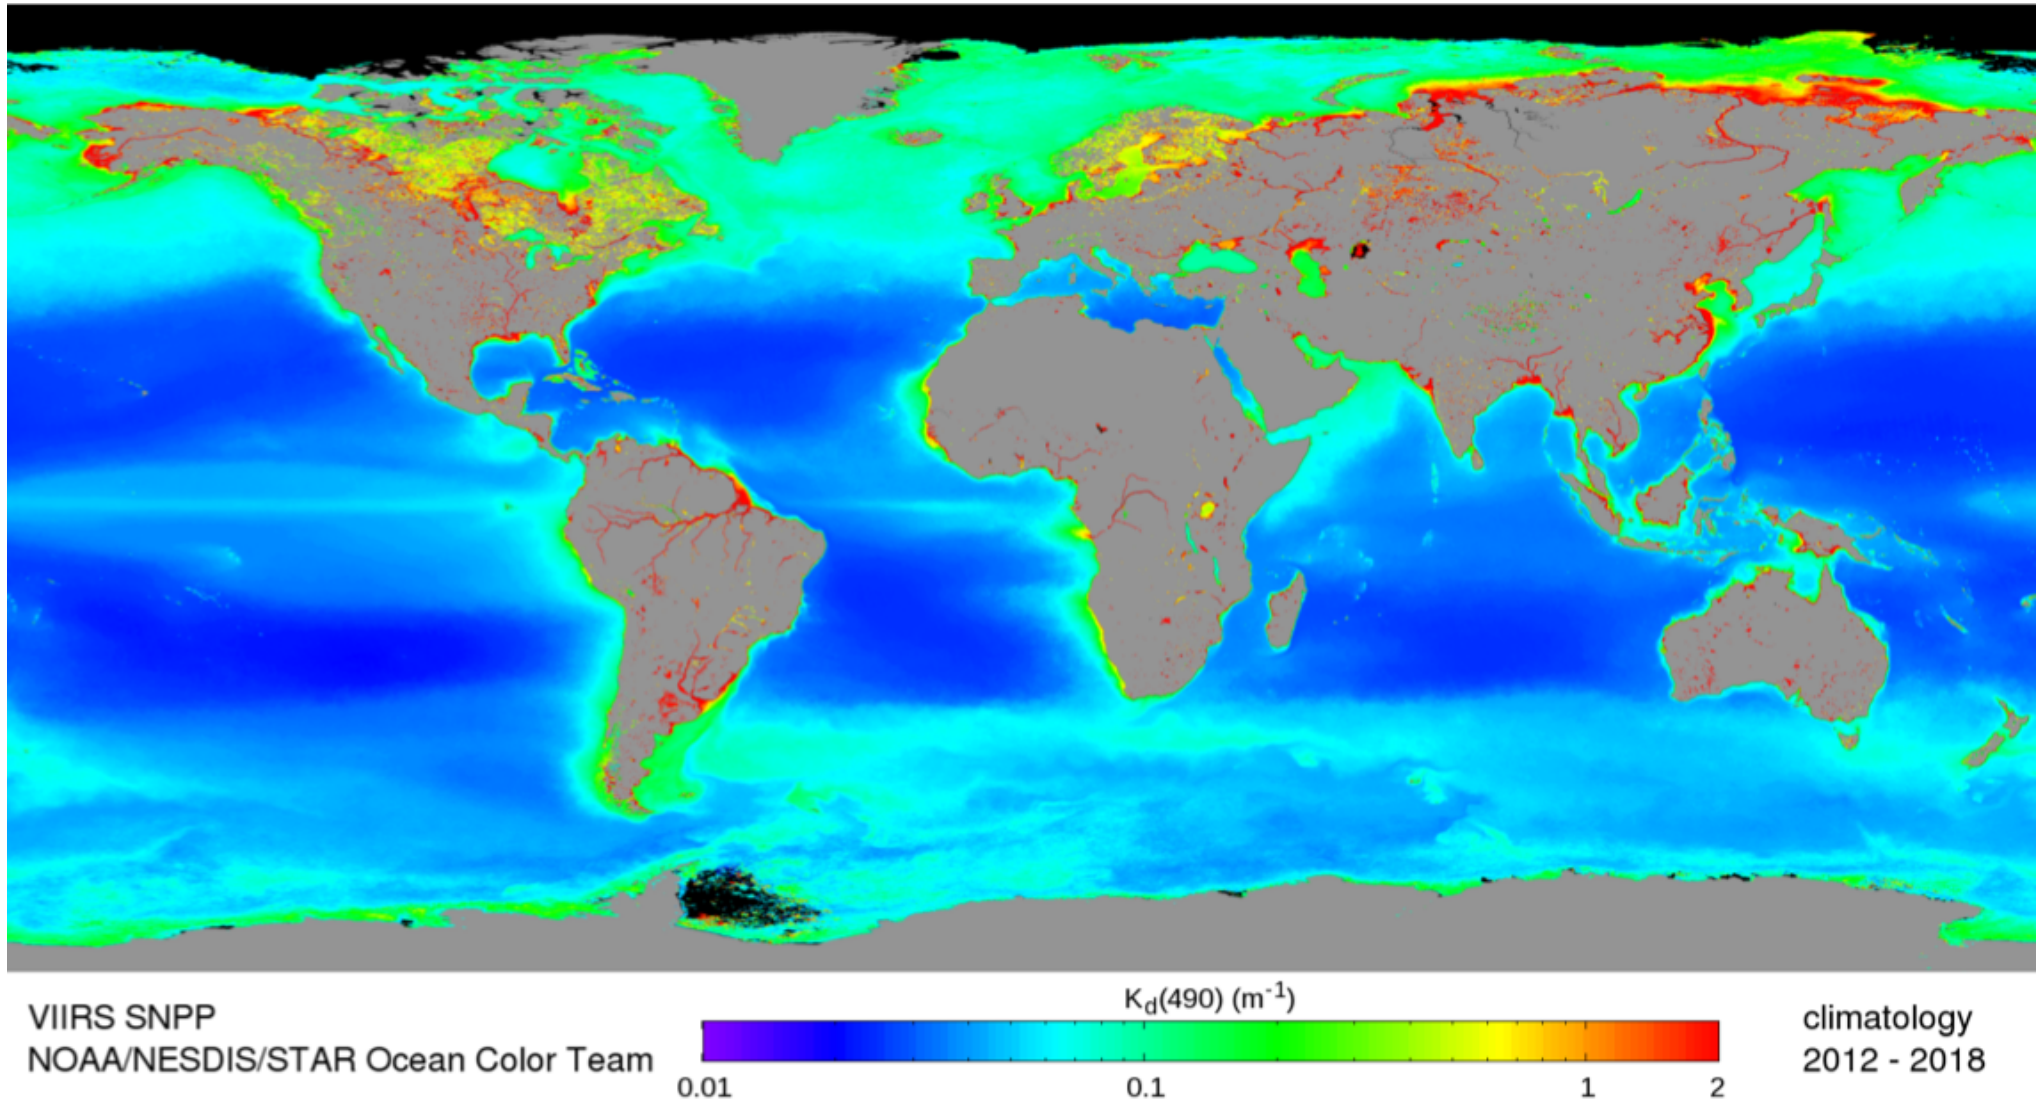 K_d(490) (m^-1)
VIIRS SNPP
NOAA/NESDIS/STAR Ocean Color Team
climatology
2012 - 2018
0.01
0.1
1
2